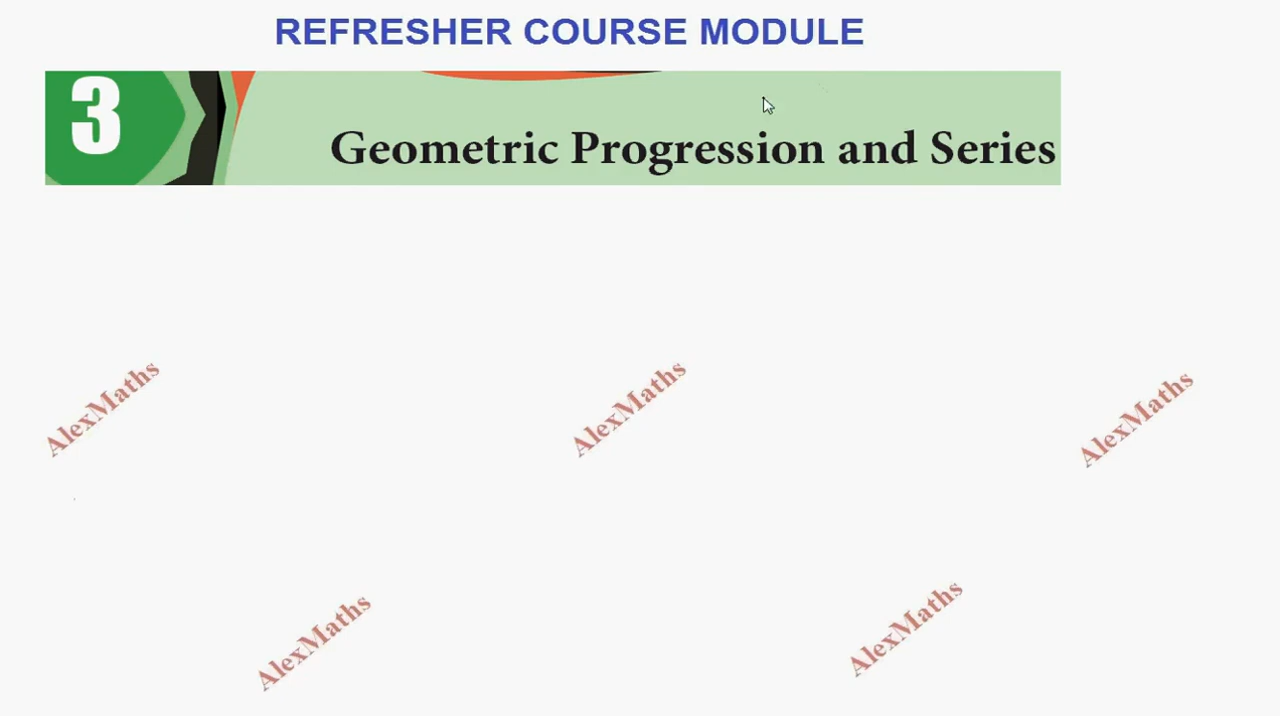 REFRESHER COURSE MODULE
3
Geometric Progression and Series
AlexMaths
AlexMaths
AlexMaths
AlexMaths
AlexMaths